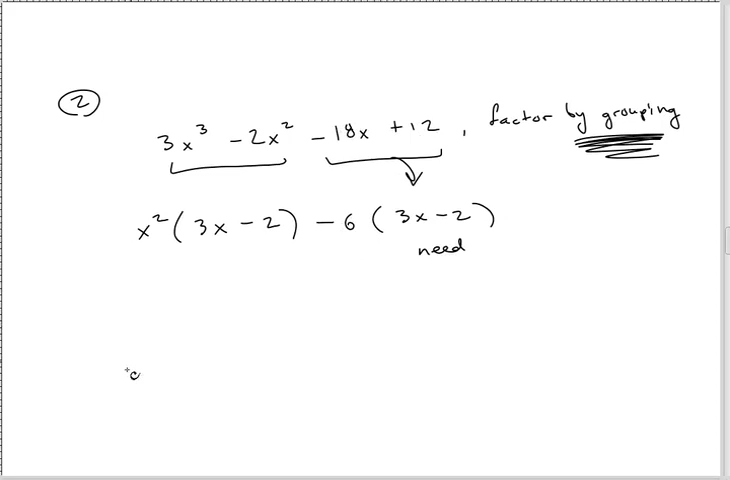 ②
3x³ - 2x² - 18x + 12 , factor by grouping
x² ( 3x - 2 ) - 6 ( 3x - 2 )
need
c